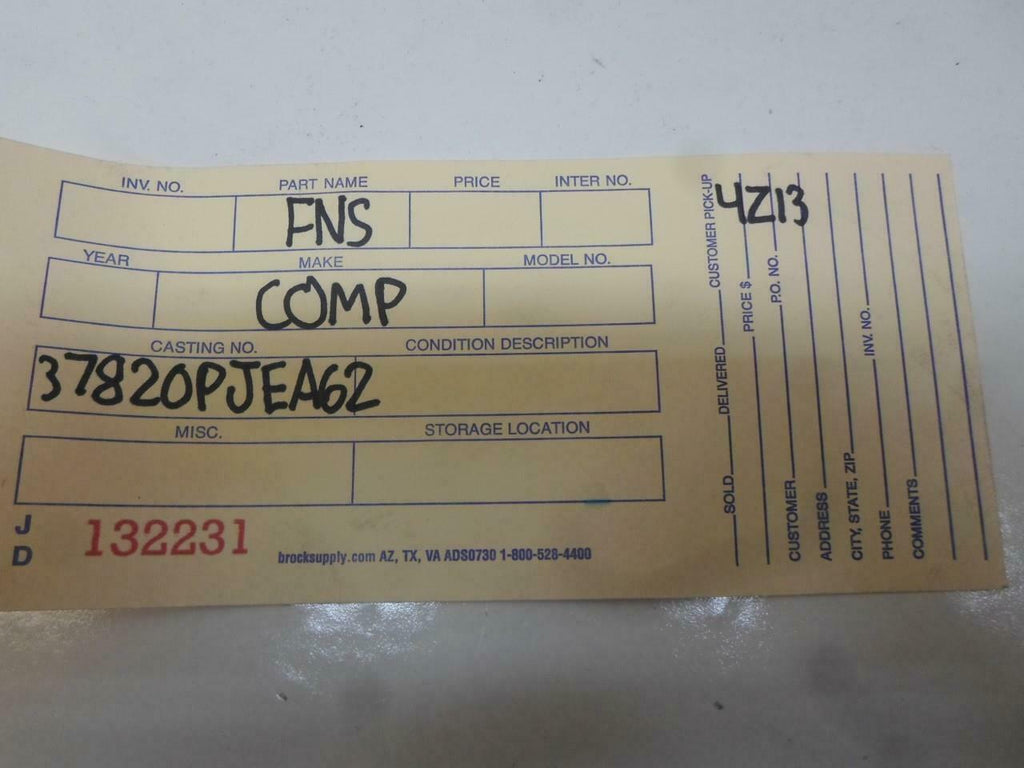 INV. NO. PART NAME PRICE INTER NO.
FNS
YEAR MAKE MODEL NO.
COMP
CASTING NO. CONDITION DESCRIPTION
37820PJEA62
MISC. STORAGE LOCATION
J D 132231
brocksupply.com AZ, TX, VA ADS0730 1-800-528-4400
4Z13
SOLD DELIVERED CUSTOMER PICK-UP
PRICE $
CUSTOMER P.O. NO.
ADDRESS
CITY, STATE, ZIP
PHONE INV. NO.
COMMENTS